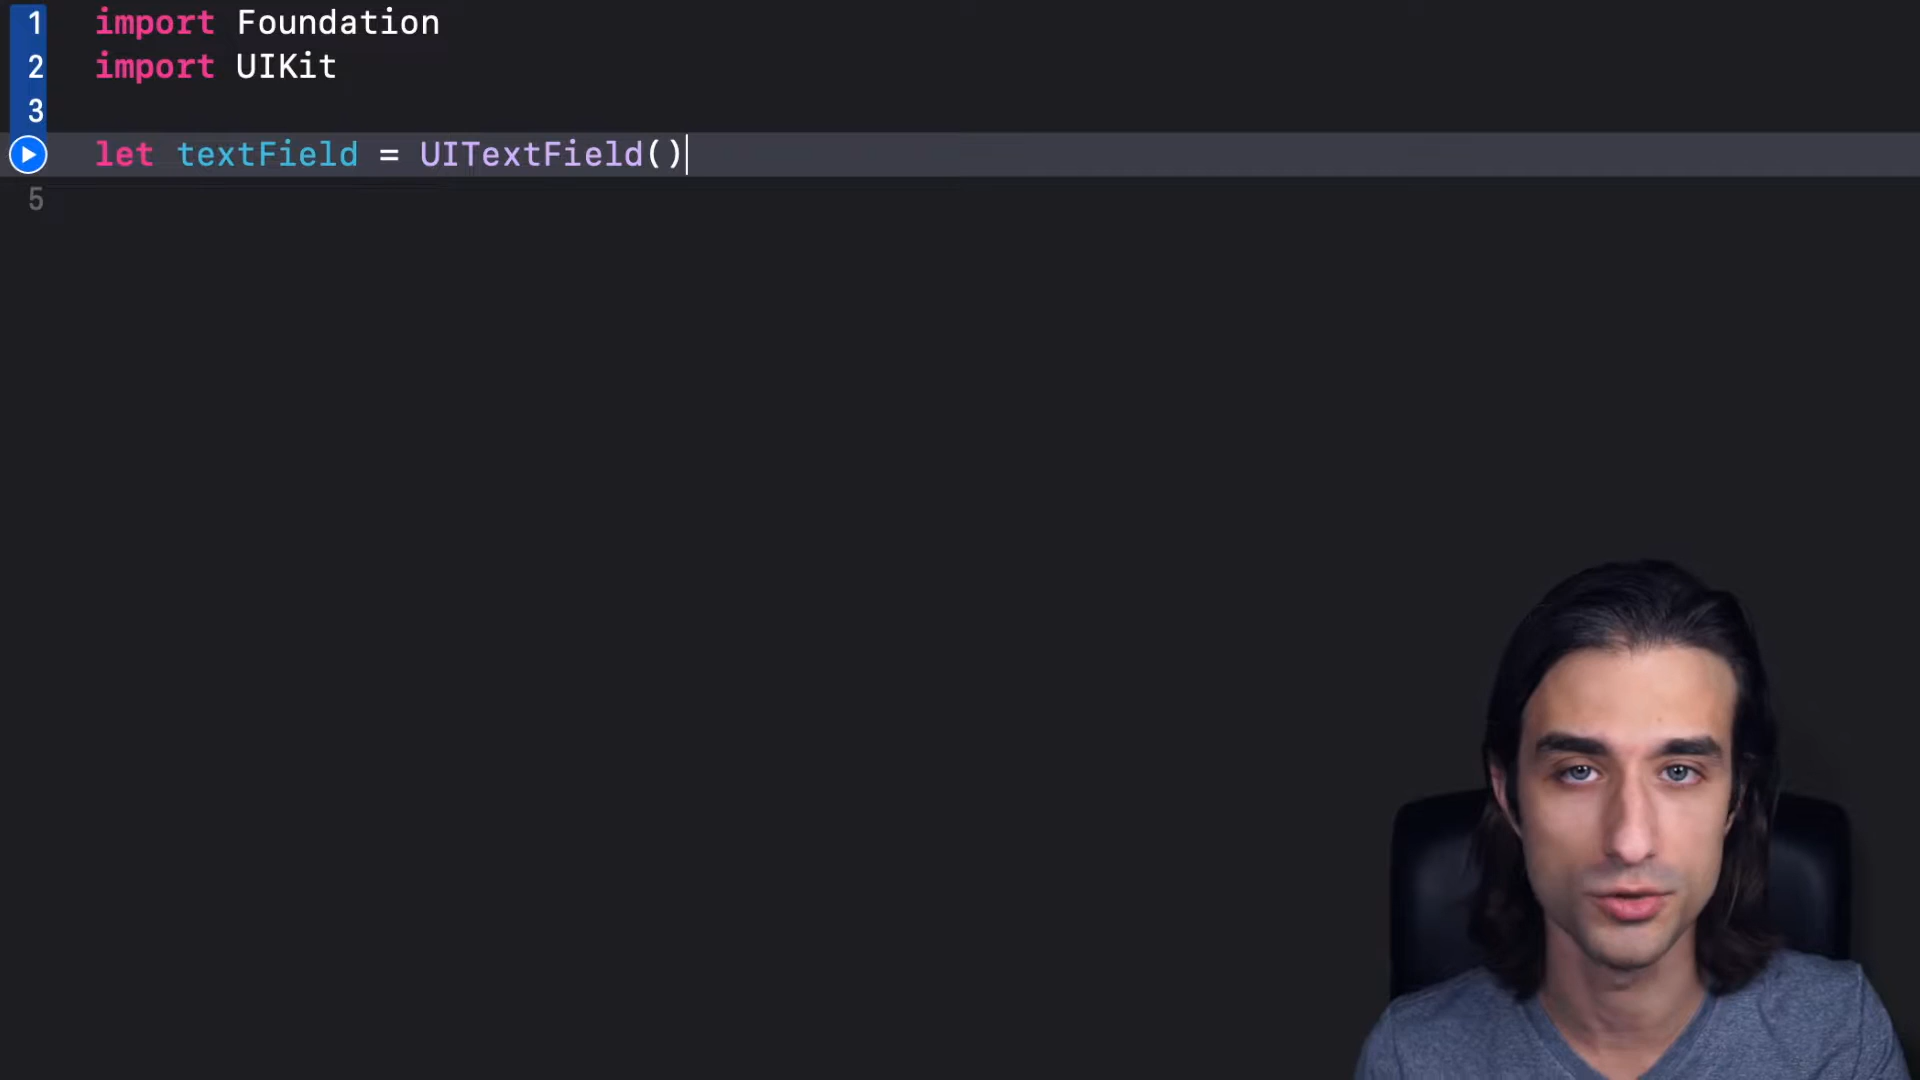 1 import Foundation
2 import UIKit
3
let textField = UITextField()
5